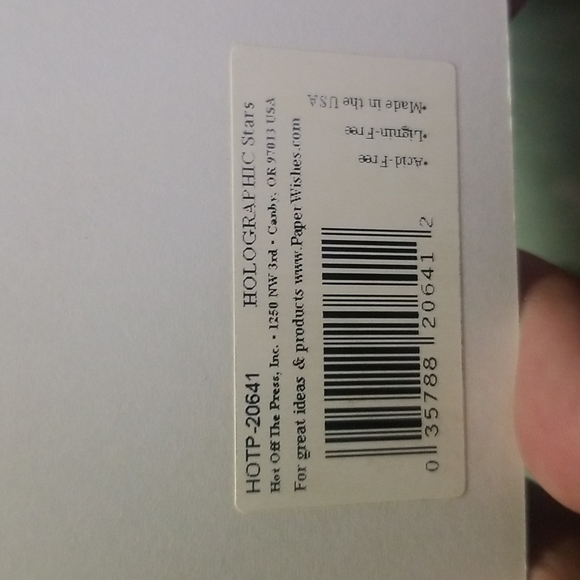 HOTP-20641 HOLOGRAPHIC Stars
Hot Off The Press, Inc. • 1250 NW 3rd • Canby, OR 97013 USA
For great ideas & products www.PaperWishes.com
0 35788 20641 2
•Acid-Free
•Lignin-Free
•Made in the USA